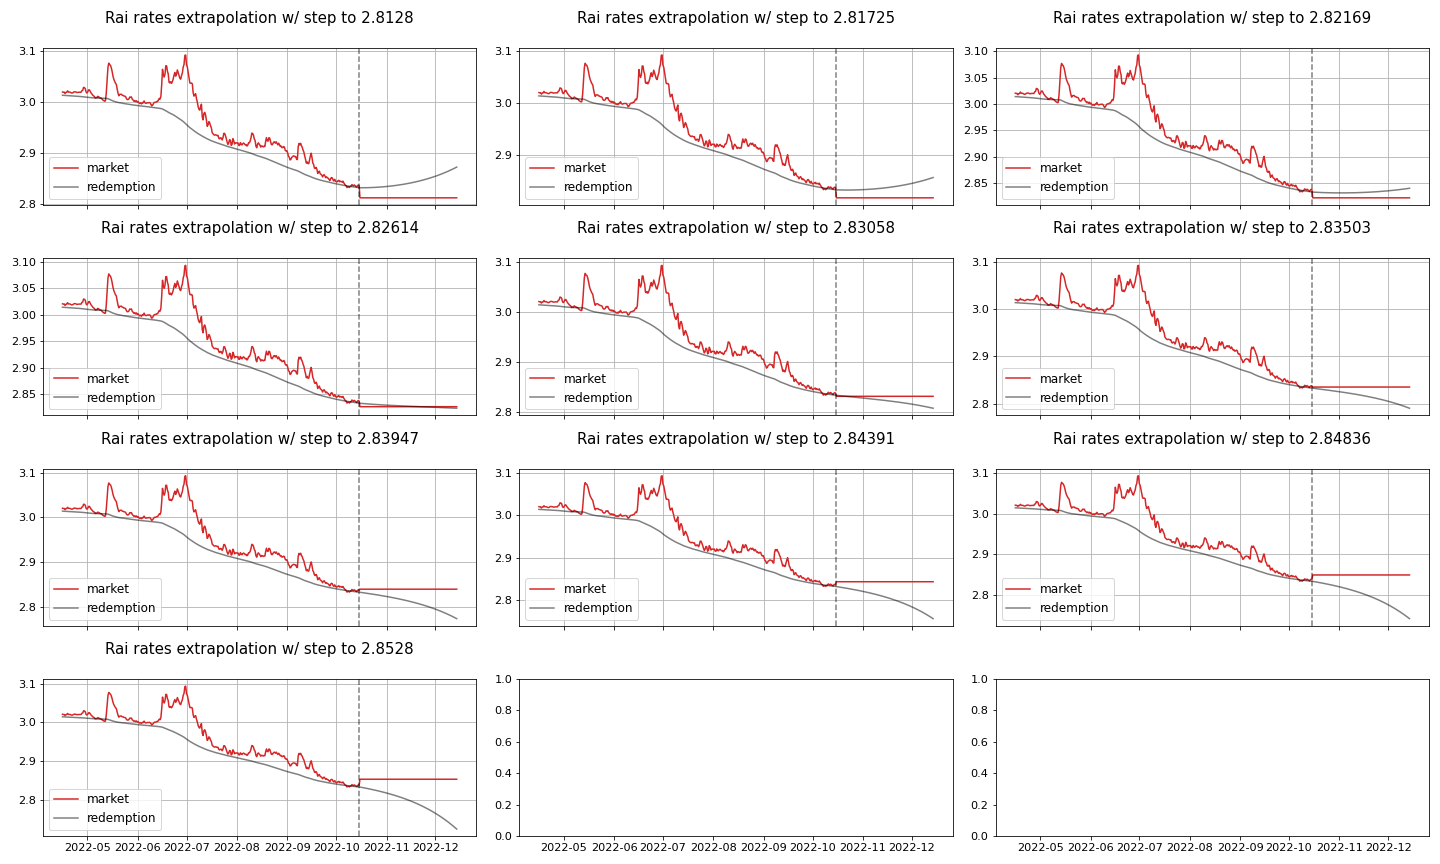 Rai rates extrapolation w/ step to 2.8128
3.1
3.0
2.9
2.8
market
redemption
Rai rates extrapolation w/ step to 2.81725
3.1
3.0
2.9
market
redemption
Rai rates extrapolation w/ step to 2.82169
3.10
3.05
3.00
2.95
2.90
2.85
market
redemption
Rai rates extrapolation w/ step to 2.82614
3.10
3.05
3.00
2.95
2.90
2.85
market
redemption
Rai rates extrapolation w/ step to 2.83058
3.1
3.0
2.9
2.8
market
redemption
Rai rates extrapolation w/ step to 2.83503
3.1
3.0
2.9
2.8
market
redemption
Rai rates extrapolation w/ step to 2.83947
3.1
3.0
2.9
2.8
market
redemption
Rai rates extrapolation w/ step to 2.84391
3.1
3.0
2.9
2.8
market
redemption
Rai rates extrapolation w/ step to 2.84836
3.1
3.0
2.9
2.8
market
redemption
Rai rates extrapolation w/ step to 2.8528
3.1
3.0
2.9
2.8
market
redemption
2022-05 2022-06 2022-07 2022-08 2022-09 2022-10 2022-11 2022-12
1.0
0.8
0.6
0.4
0.2
0.0
2022-05 2022-06 2022-07 2022-08 2022-09 2022-10 2022-11 2022-12
1.0
0.8
0.6
0.4
0.2
0.0
2022-05 2022-06 2022-07 2022-08 2022-09 2022-10 2022-11 2022-12